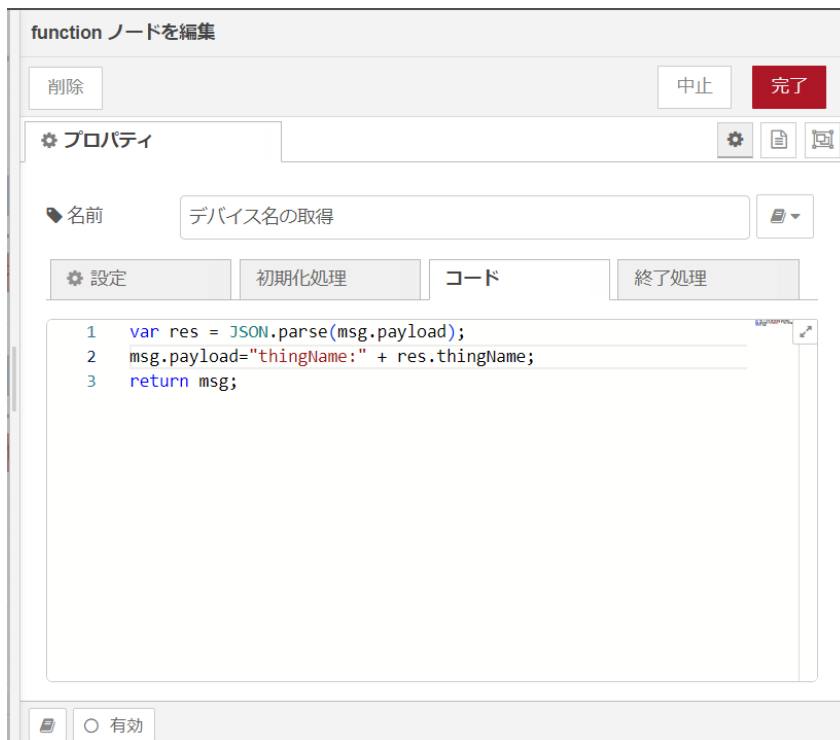 function ノードを編集
削除
中止
完了
プロパティ
名前
デバイス名の取得
設定
初期化処理
コード
終了処理
1 var res = JSON.parse(msg.payload);
2 msg.payload="thingName:" + res.thingName;
3 return msg;
有効